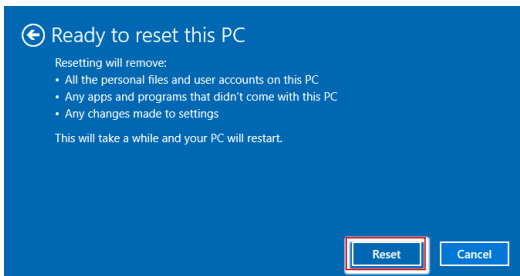 Ready to reset this PC
Resetting will remove:
• All the personal files and user accounts on this PC
• Any apps and programs that didn't come with this PC
• Any changes made to settings
This will take a while and your PC will restart.
Reset
Cancel